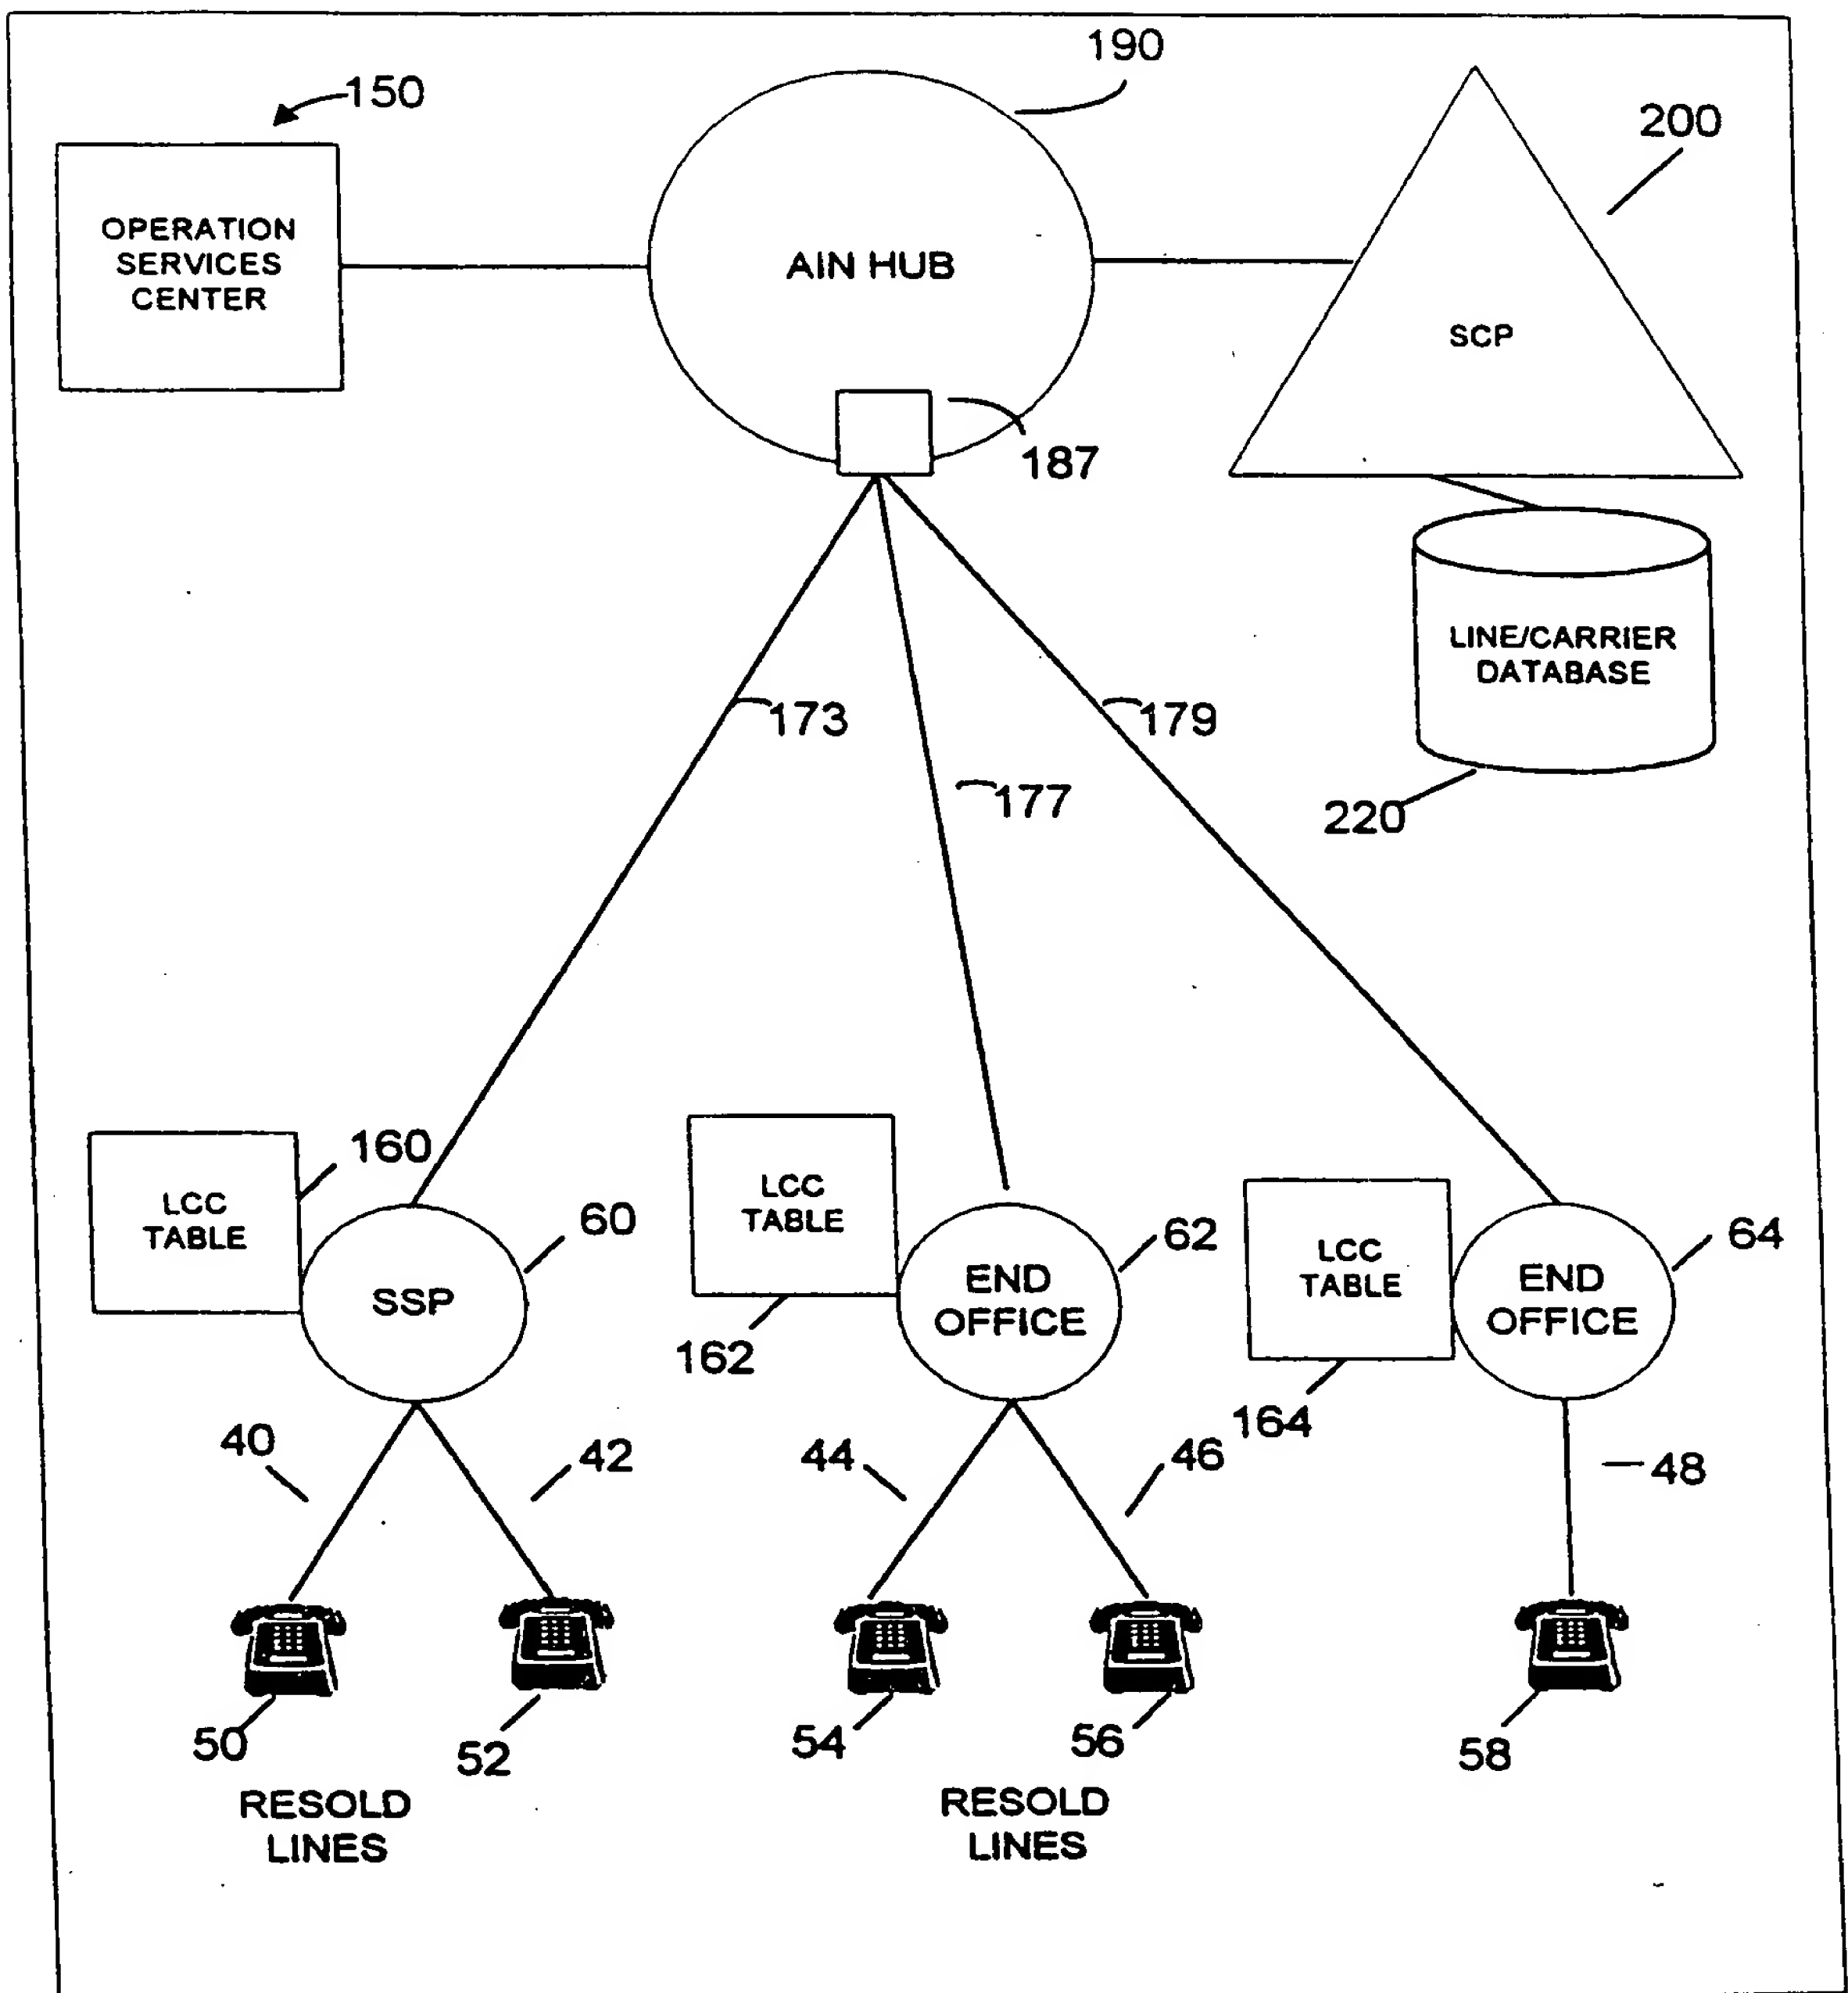 190
150
200
OPERATION
SERVICES
CENTER
AIN HUB
SCP
187
LINE/CARRIER
DATABASE
173
179
177
220
160
LCC
TABLE
60
SSP
LCC
TABLE
62
END
OFFICE
162
LCC
TABLE
64
END
OFFICE
164
40
42
44
46
48
50
52
54
56
58
RESOLD
LINES
RESOLD
LINES